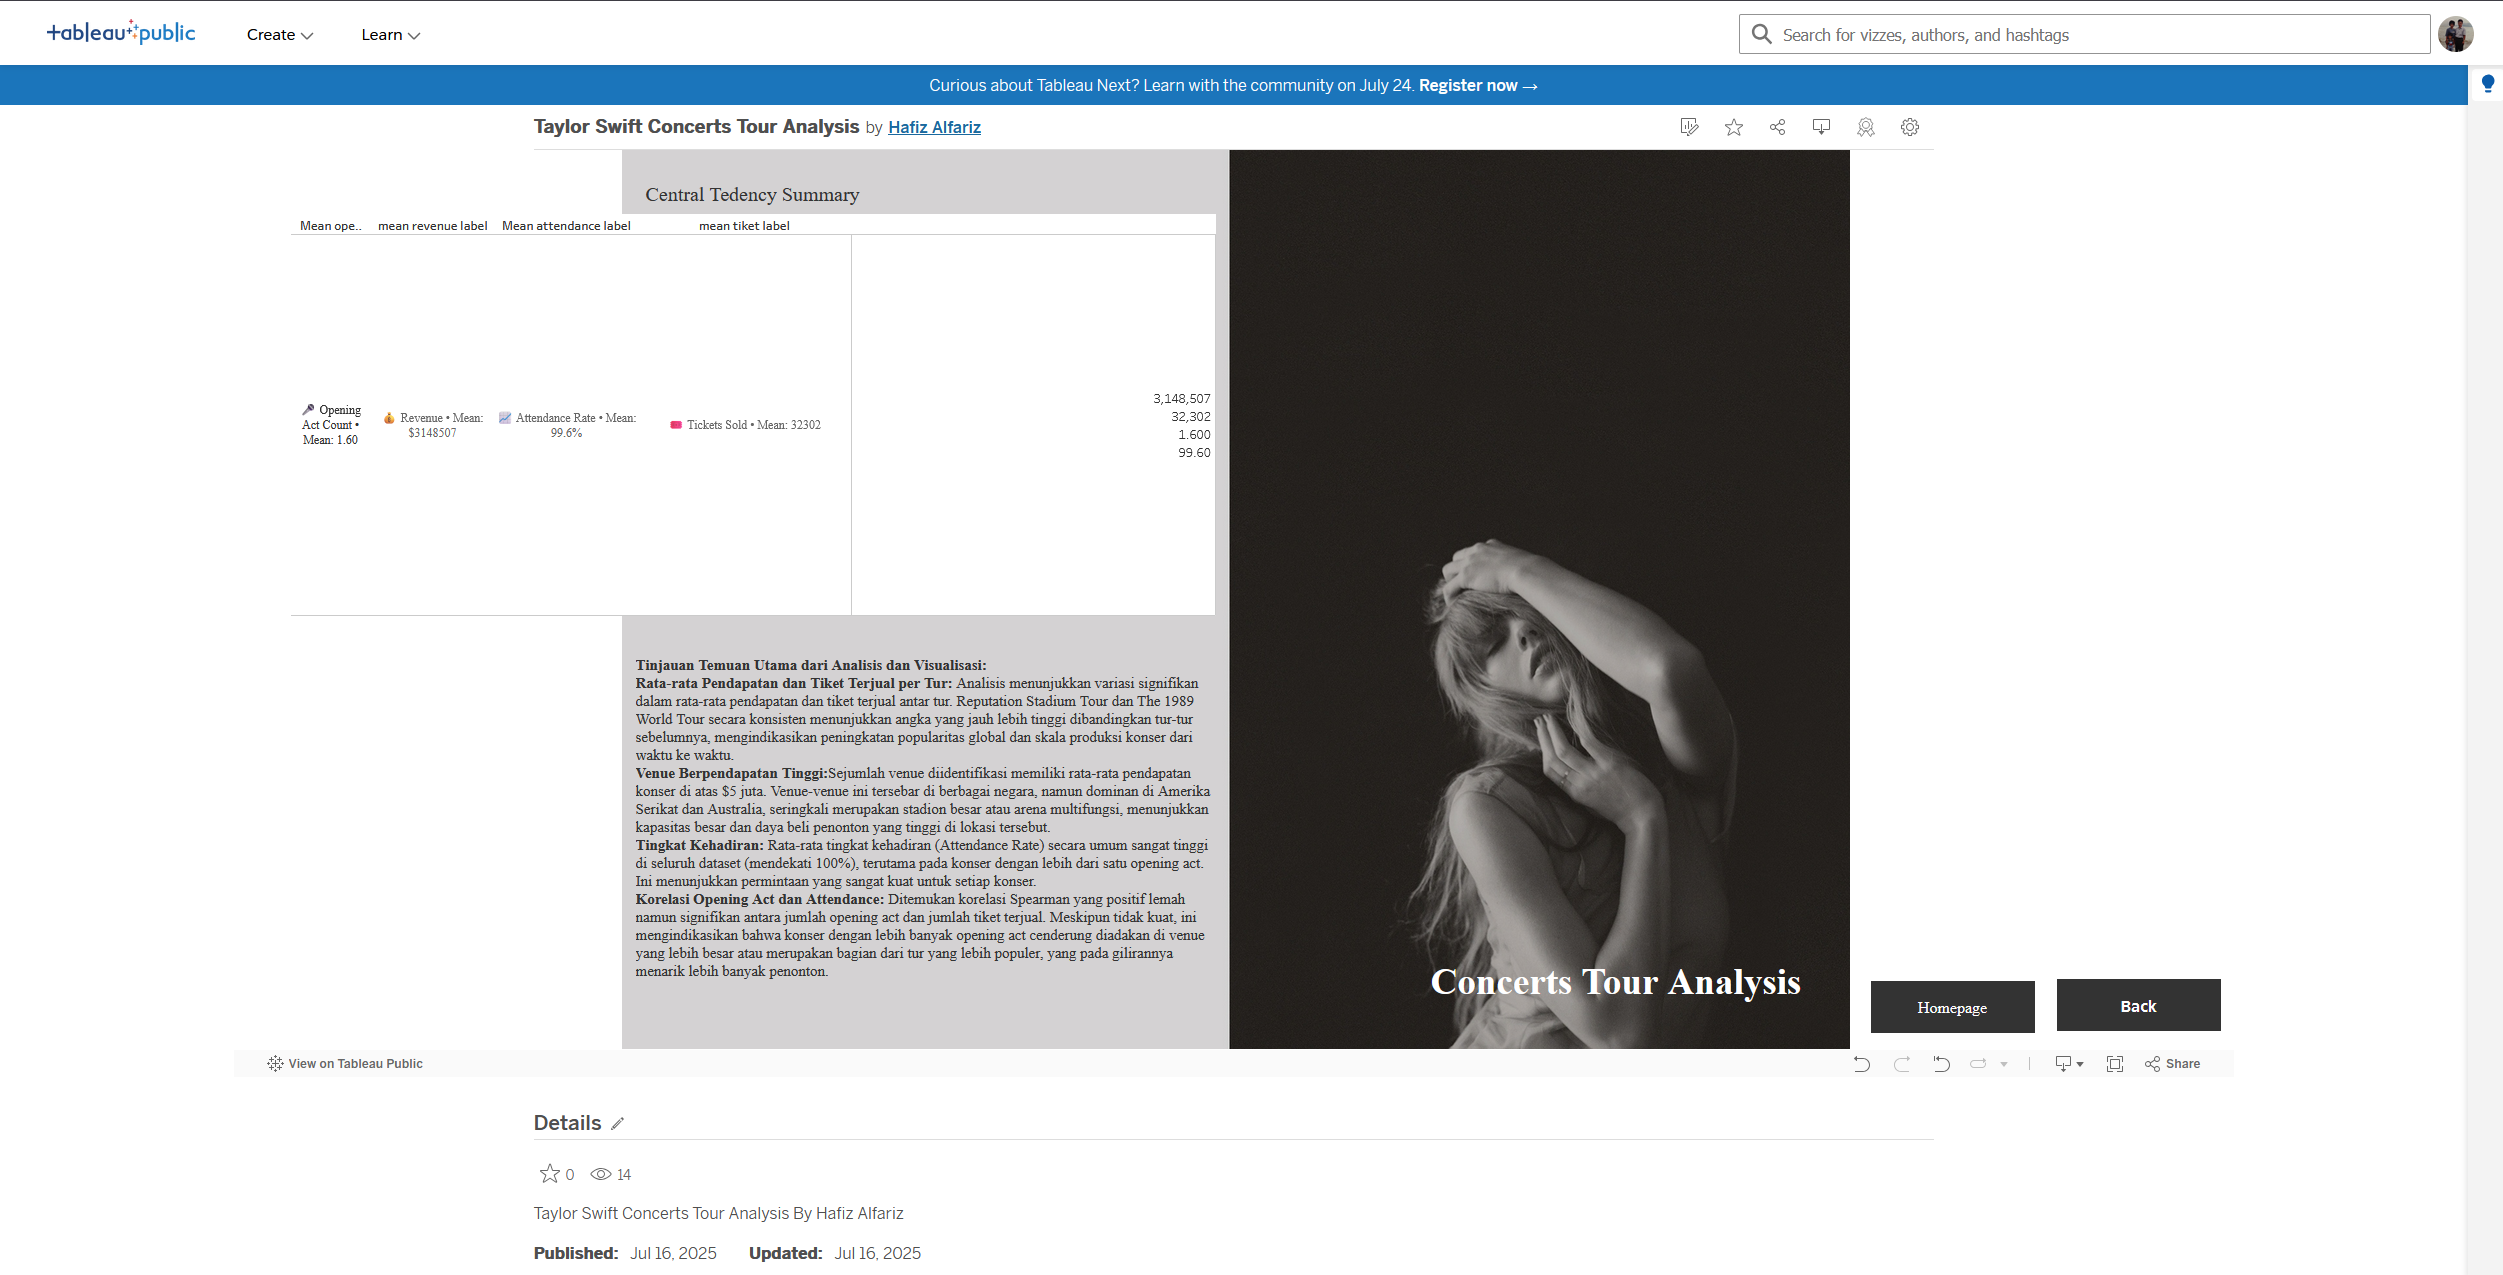 tableau public
Create
Learn
Search for vizzes, authors, and hashtags
Curious about Tableau Next? Learn with the community on July 24. Register now →
Taylor Swift Concerts Tour Analysis by Hafiz Alfariz
Central Tedency Summary
Mean ope.. mean revenue label Mean attendance label mean tiket label
Opening
Act Count •
Mean: 1.60
Revenue • Mean:
$3148507
Attendance Rate • Mean:
99.6%
Tickets Sold • Mean: 32302
3,148,507
32,302
1.600
99.60
Tinjauan Temuan Utama dari Analisis dan Visualisasi:
Rata-rata Pendapatan dan Tiket Terjual per Tur: Analisis menunjukkan variasi signifikan
dalam rata-rata pendapatan dan tiket terjual antar tur. Reputation Stadium Tour dan The 1989
World Tour secara konsisten menunjukkan angka yang jauh lebih tinggi dibandingkan tur-tur
sebelumnya, mengindikasikan peningkatan popularitas global dan skala produksi konser dari
waktu ke waktu.
Venue Berpendapatan Tinggi:Sejumlah venue diidentifikasi memiliki rata-rata pendapatan
konser di atas $5 juta. Venue-venue ini tersebar di berbagai negara, namun dominan di Amerika
Serikat dan Australia, seringkali merupakan stadion besar atau arena multifungsi, menunjukkan
kapasitas besar dan daya beli penonton yang tinggi di lokasi tersebut.
Tingkat Kehadiran: Rata-rata tingkat kehadiran (Attendance Rate) secara umum sangat tinggi
di seluruh dataset (mendekati 100%), terutama pada konser dengan lebih dari satu opening act.
Ini menunjukkan permintaan yang sangat kuat untuk setiap konser.
Korelasi Opening Act dan Attendance: Ditemukan korelasi Spearman yang positif lemah
namun signifikan antara jumlah opening act dan jumlah tiket terjual. Meskipun tidak kuat, ini
mengindikasikan bahwa konser dengan lebih banyak opening act cenderung diadakan di venue
yang lebih besar atau merupakan bagian dari tur yang lebih populer, yang pada gilirannya
menarik lebih banyak penonton.
Concerts Tour Analysis
Homepage
Back
View on Tableau Public
Share
Details
0 14
Taylor Swift Concerts Tour Analysis By Hafiz Alfariz
Published: Jul 16, 2025 Updated: Jul 16, 2025